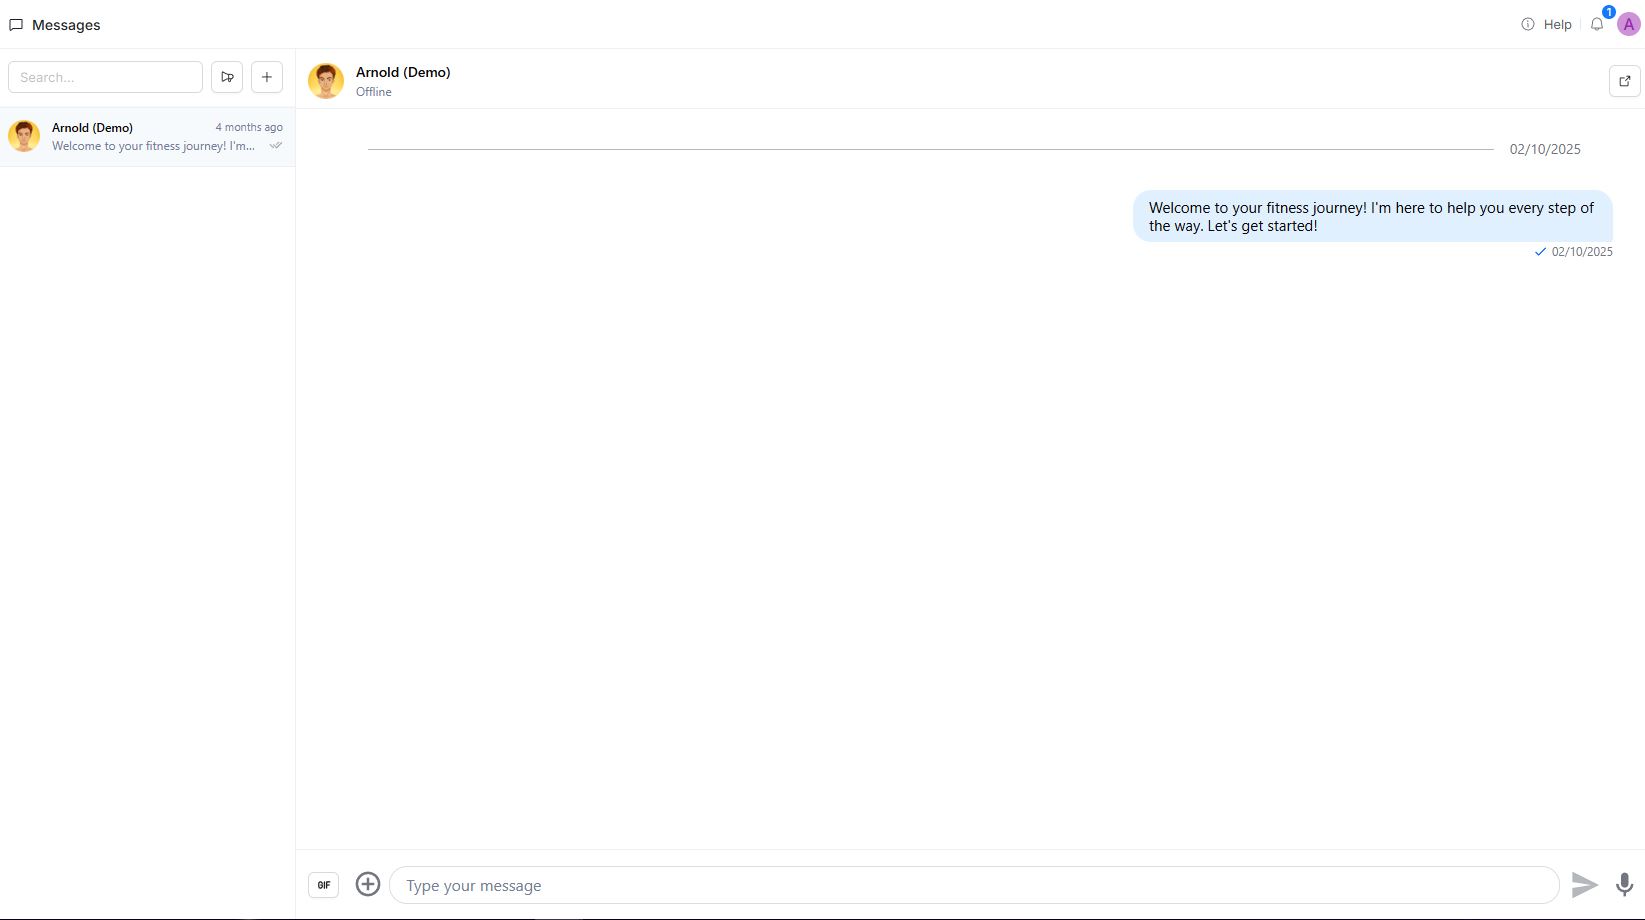 Messages
Help
1
A
Search...
Arnold (Demo)
4 months ago
Welcome to your fitness journey! I'm...
Arnold (Demo)
Offline
02/10/2025
Welcome to your fitness journey! I'm here to help you every step of
the way. Let's get started!
02/10/2025
GIF
Type your message